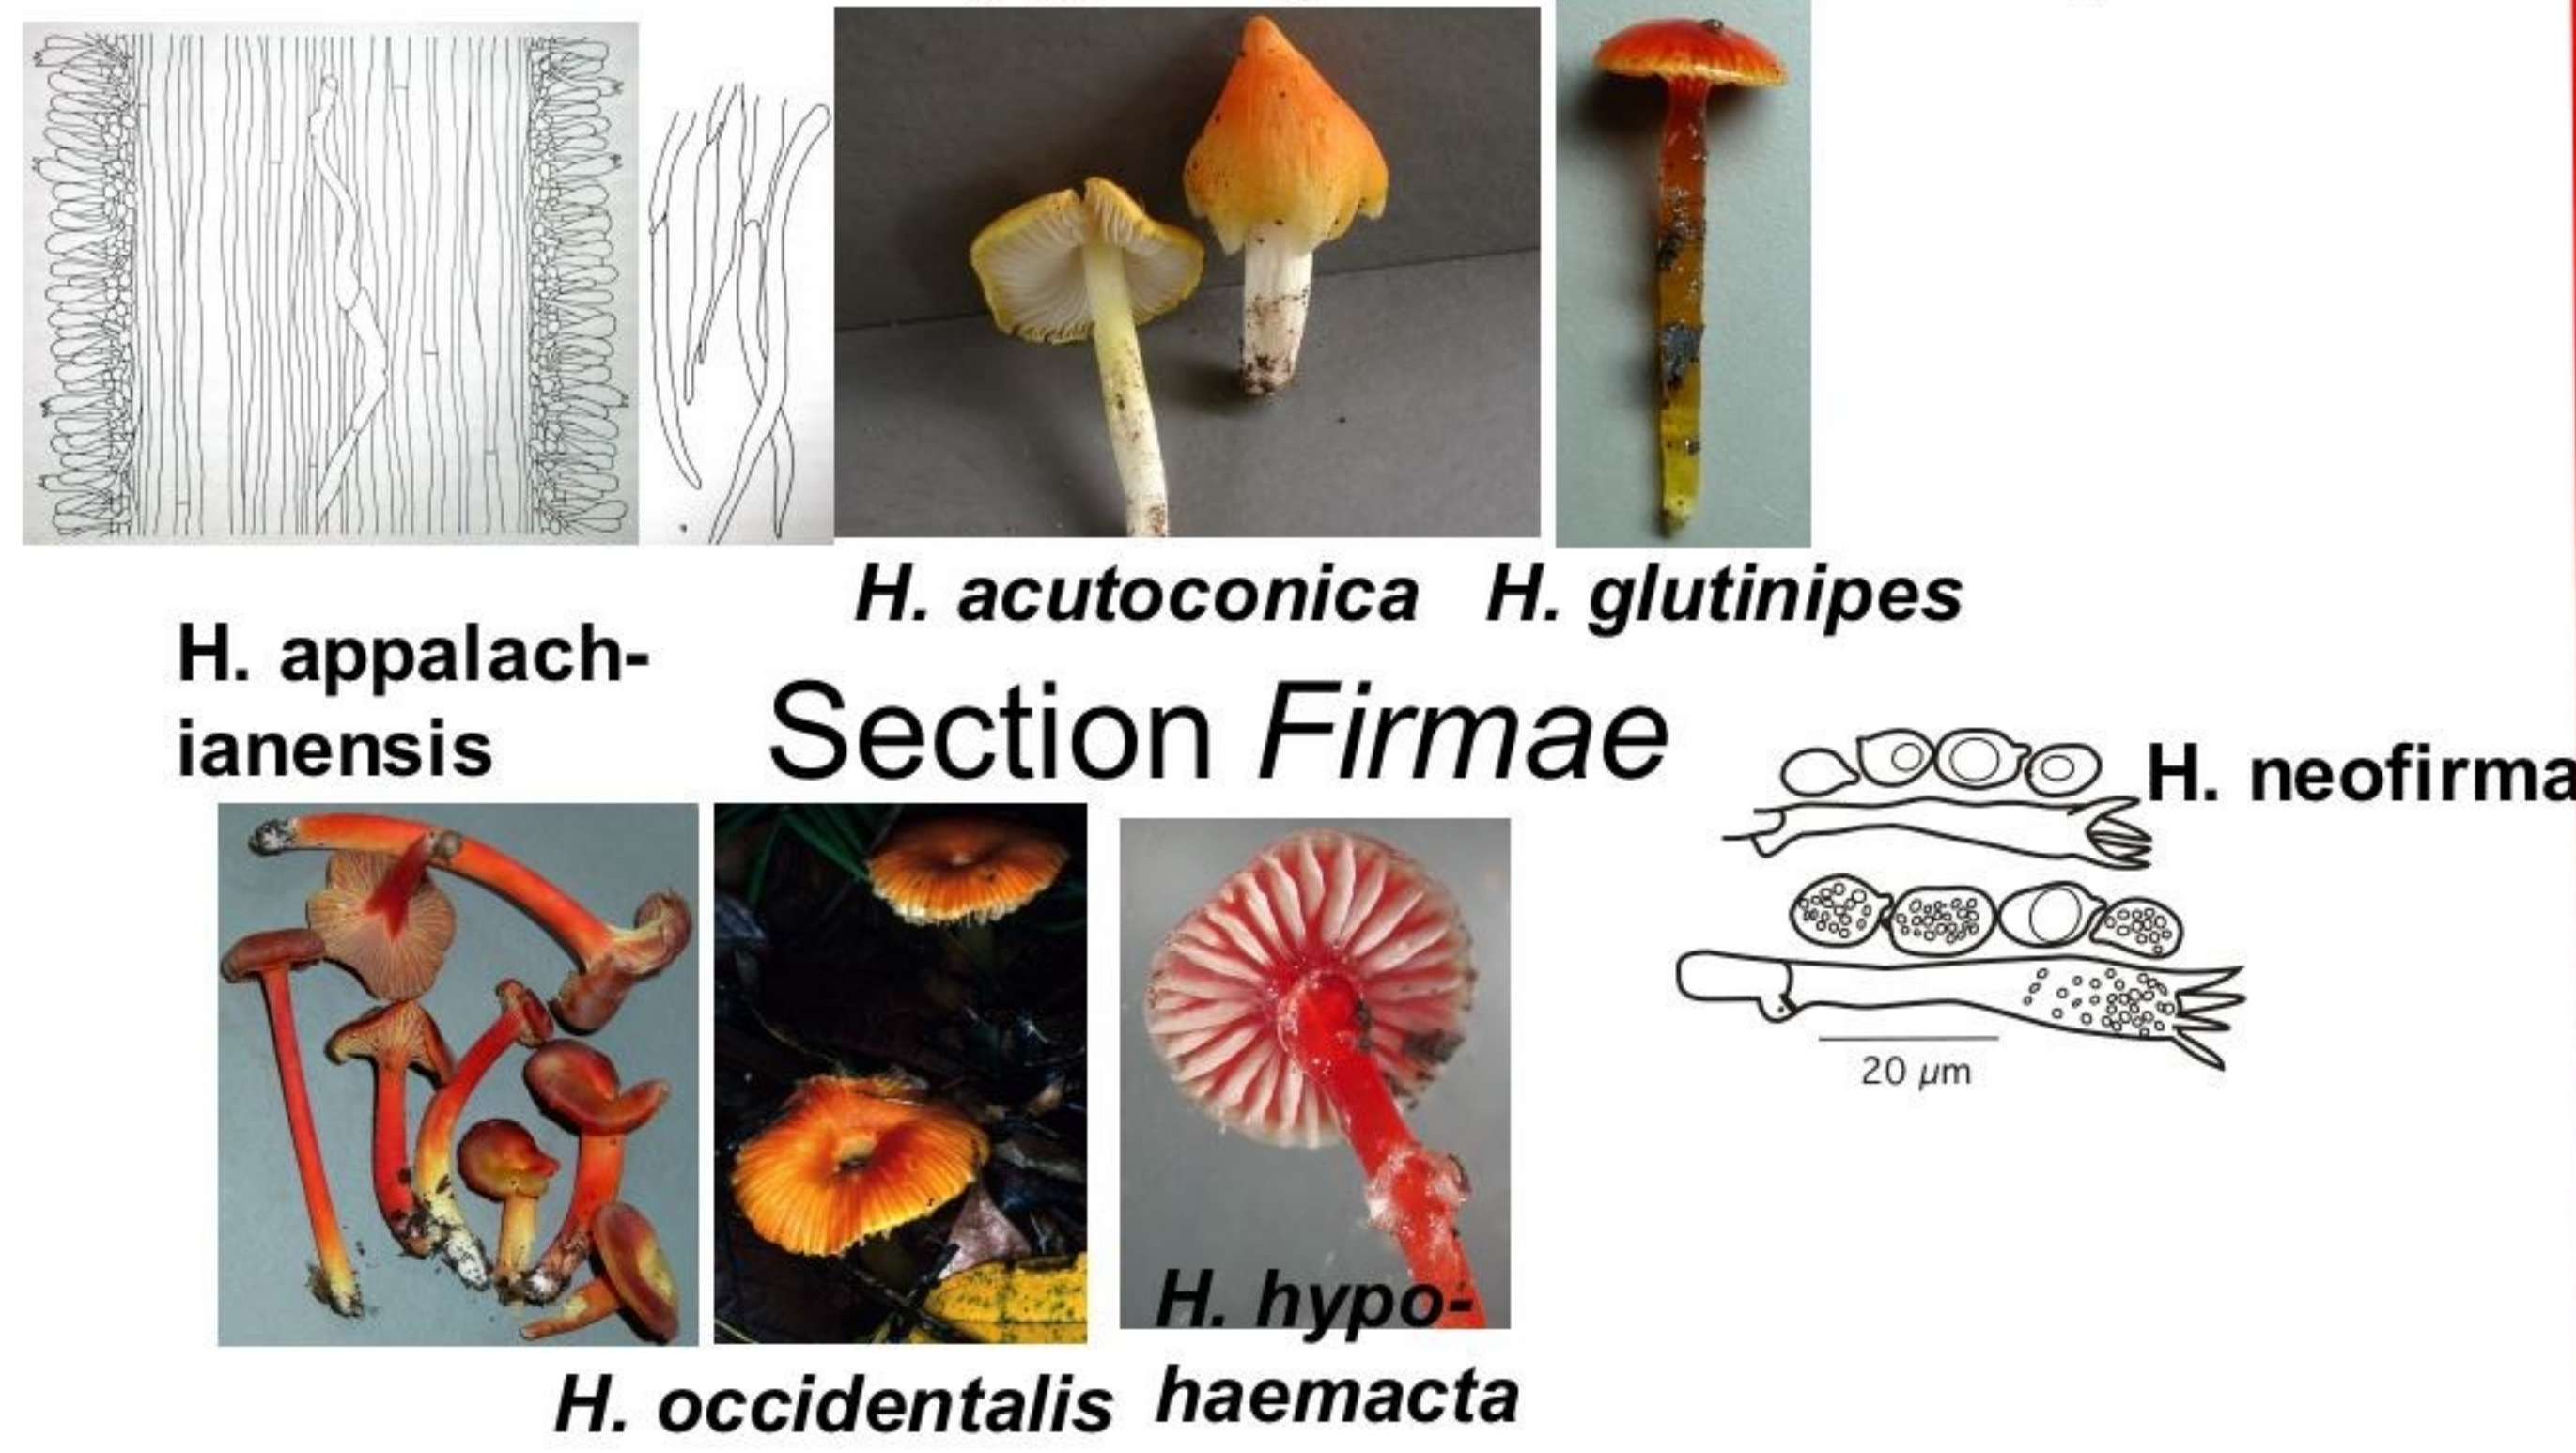 H. acutoconica H. glutinipes
H. appalach-
ianensis
Section Firmae
H. neofirma
20 µm
H. hypo-
haemacta
H. occidentalis